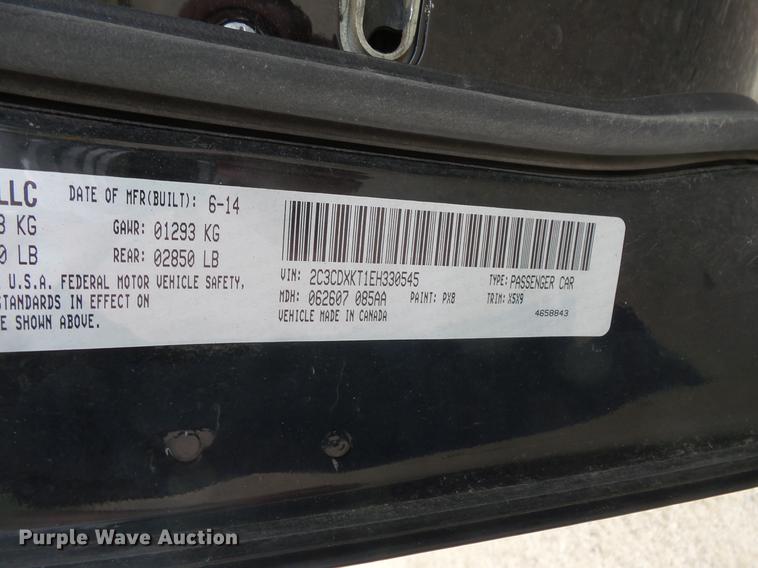 LLC DATE OF MFR(BUILT): 6-14
KG GAWR: 01293 KG
0 LB REAR: 02850 LB
U.S.A. FEDERAL MOTOR VEHICLE SAFETY,
STANDARDS IN EFFECT ON
E SHOWN ABOVE.
VIN: 2C3CDXKT1EH330545 TYPE: PASSENGER CAR
MDH: 062607 085AA PAINT: PX8 TRIM: X5X9
VEHICLE MADE IN CANADA 4658843
Purple Wave Auction